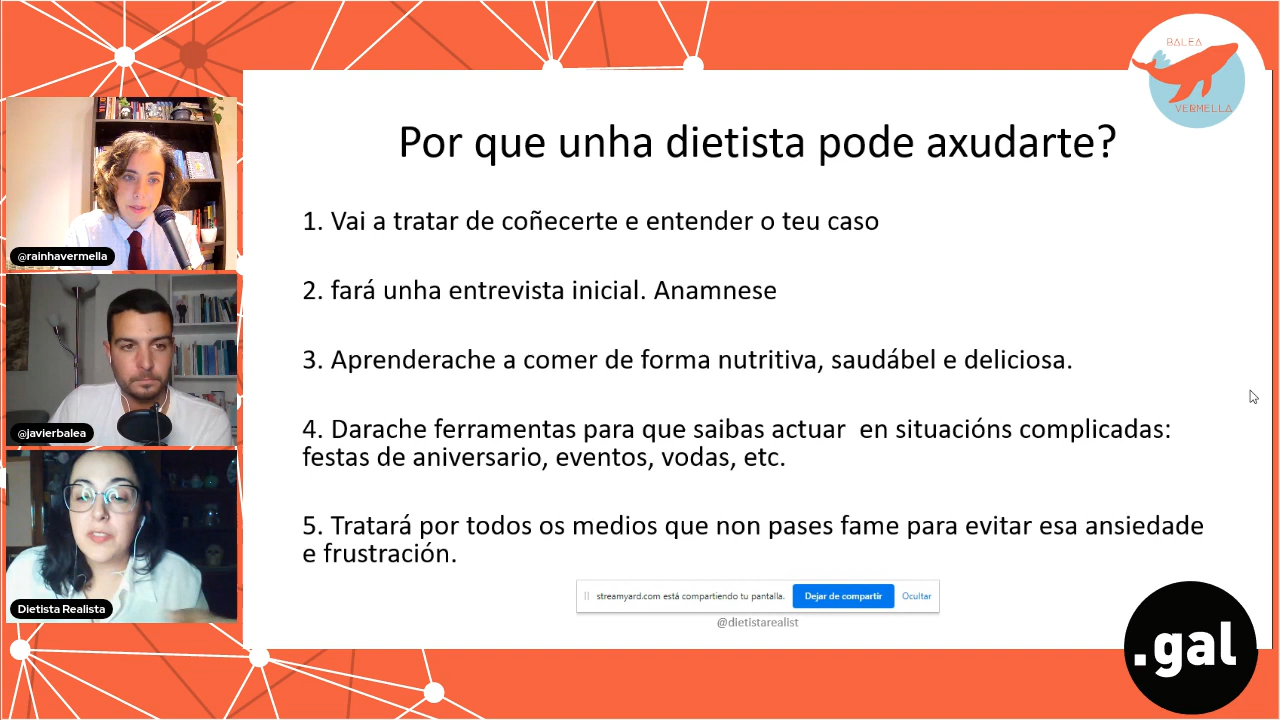 BALEA
VERMELLA
Por que unha dietista pode axudarte?
1. Vai a tratar de coñecerte e entender o teu caso
2. fará unha entrevista inicial. Anamnese
3. Aprenderache a comer de forma nutritiva, saudábel e deliciosa.
4. Darache ferramentas para que saibas actuar  en situacións complicadas:
festas de aniversario, eventos, vodas, etc.
5. Tratará por todos os medios que non pases fame para evitar esa ansiedade
e frustración.
streamyard.com está compartiendo tu pantalla.
Dejar de compartir
Ocultar
@dietistarealist
@rainhavermella
@javierbalea
Dietista Realista
.gal